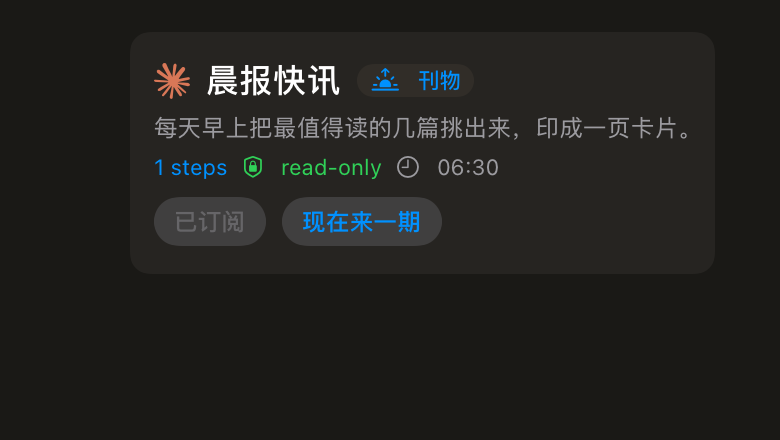 晨报快讯 刊物
每天早上把最值得读的几篇挑出来，印成一页卡片。
1 steps read-only 06:30
已订阅 现在来一期